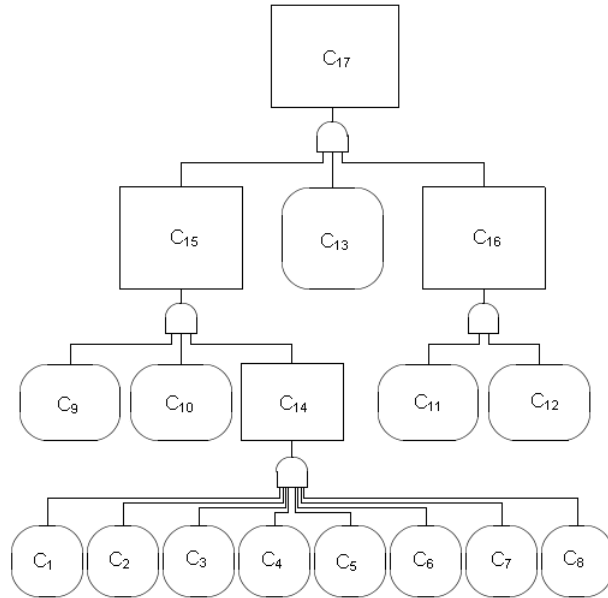 C₁₇
C₁₅ C₁₃ C₁₆
C₉ C₁₀ C₁₄ C₁₁ C₁₂
C₁ C₂ C₃ C₄ C₅ C₆ C₇ C₈